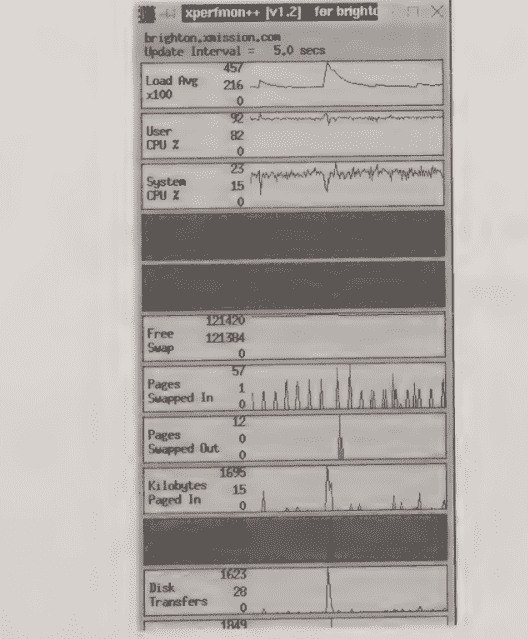 xperfmon++ [v1.2] for brighto
brighton.xmission.com
Update Interval = 5.0 secs
457
Load Avg 216
x100
0
92
User
CPU % 82
0
23
System
CPU % 15
0
121420
Free
Swap 121384
0
57
Pages 1
Swapped In 0
12
Pages 0
Swapped Out 0
1695
Kilobytes 15
Paged In 0
1623
Disk 28
Transfers 0
1849